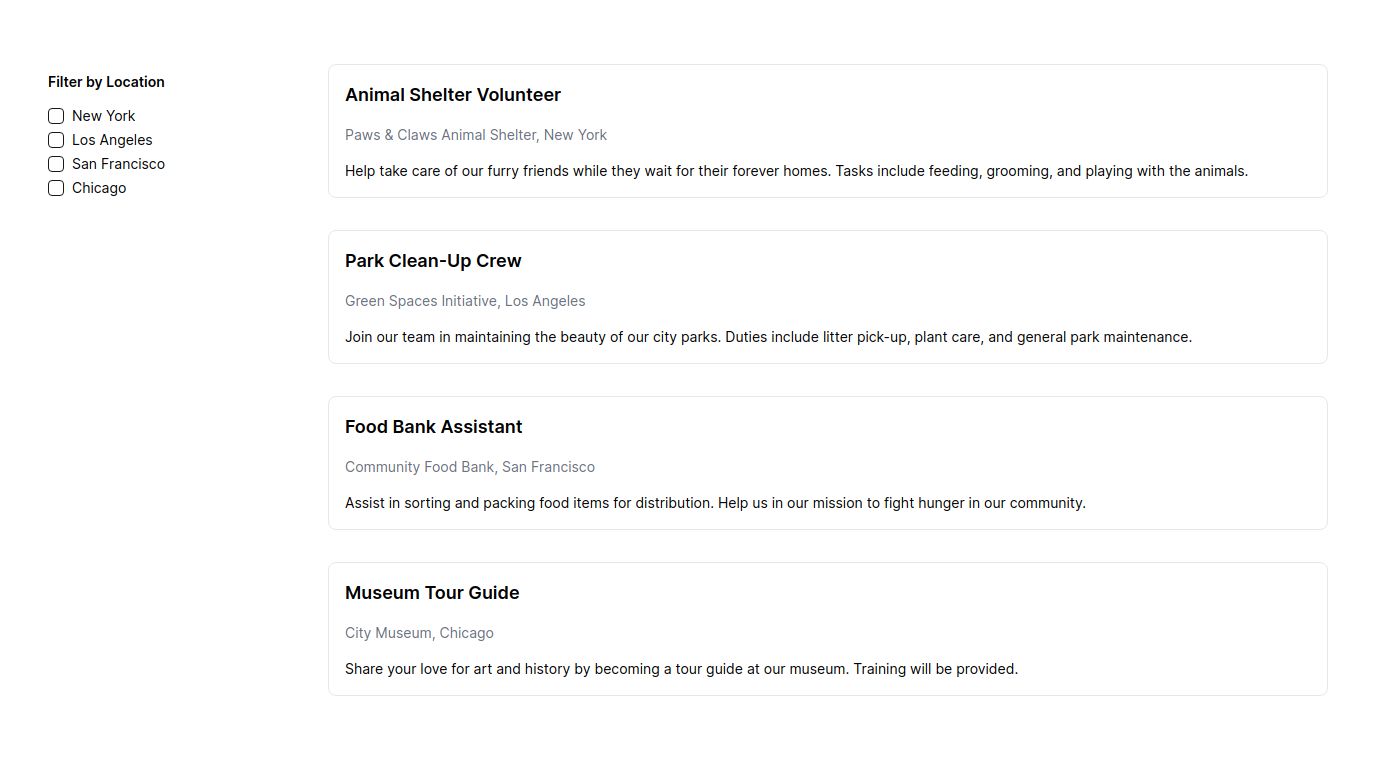 Filter by Location
New York
Los Angeles
San Francisco
Chicago
Animal Shelter Volunteer
Paws & Claws Animal Shelter, New York
Help take care of our furry friends while they wait for their forever homes. Tasks include feeding, grooming, and playing with the animals.
Park Clean-Up Crew
Green Spaces Initiative, Los Angeles
Join our team in maintaining the beauty of our city parks. Duties include litter pick-up, plant care, and general park maintenance.
Food Bank Assistant
Community Food Bank, San Francisco
Assist in sorting and packing food items for distribution. Help us in our mission to fight hunger in our community.
Museum Tour Guide
City Museum, Chicago
Share your love for art and history by becoming a tour guide at our museum. Training will be provided.